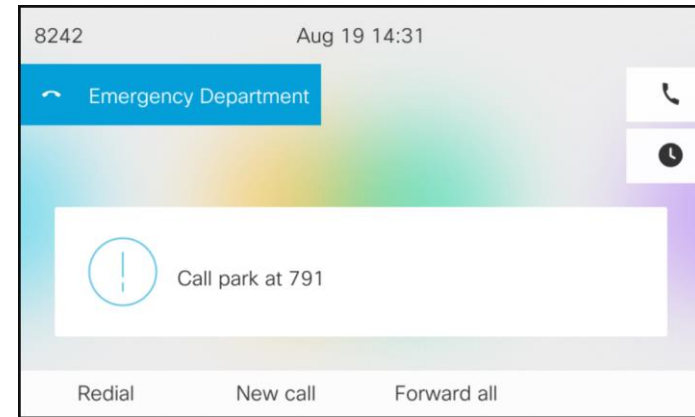 8242 Aug 19 14:31
Emergency Department
Call park at 791
Redial New call Forward all